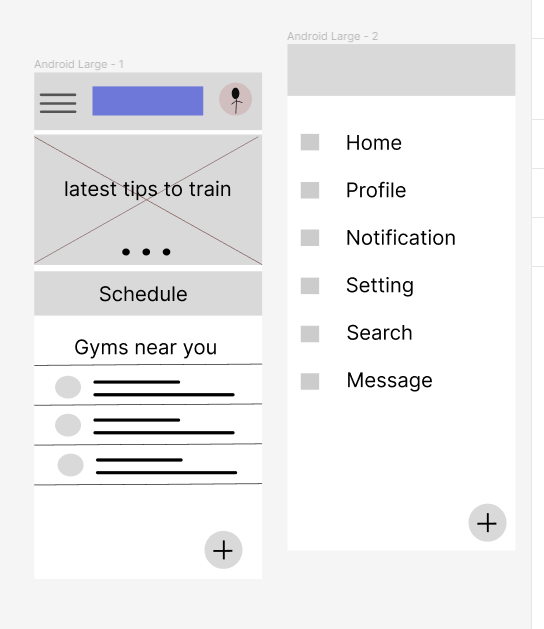 Android Large - 1
latest tips to train
Schedule
Gyms near you
Android Large - 2
Home
Profile
Notification
Setting
Search
Message